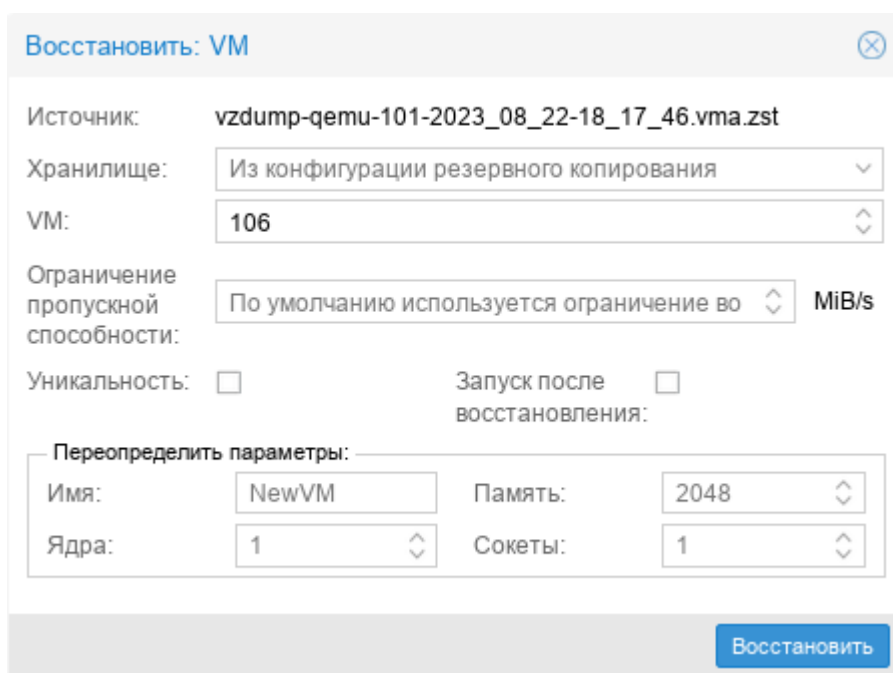 Восстановить: VM
Источник: vzdump-qemu-101-2023_08_22-18_17_46.vma.zst
Хранилище: Из конфигурации резервного копирования
VM: 106
Ограничение
пропускной
способности:
По умолчанию используется ограничение во MiB/s
Уникальность:
Запуск после
восстановления:
Переопределить параметры:
Имя: NewVM Память: 2048
Ядра: 1 Сокеты: 1
Восстановить